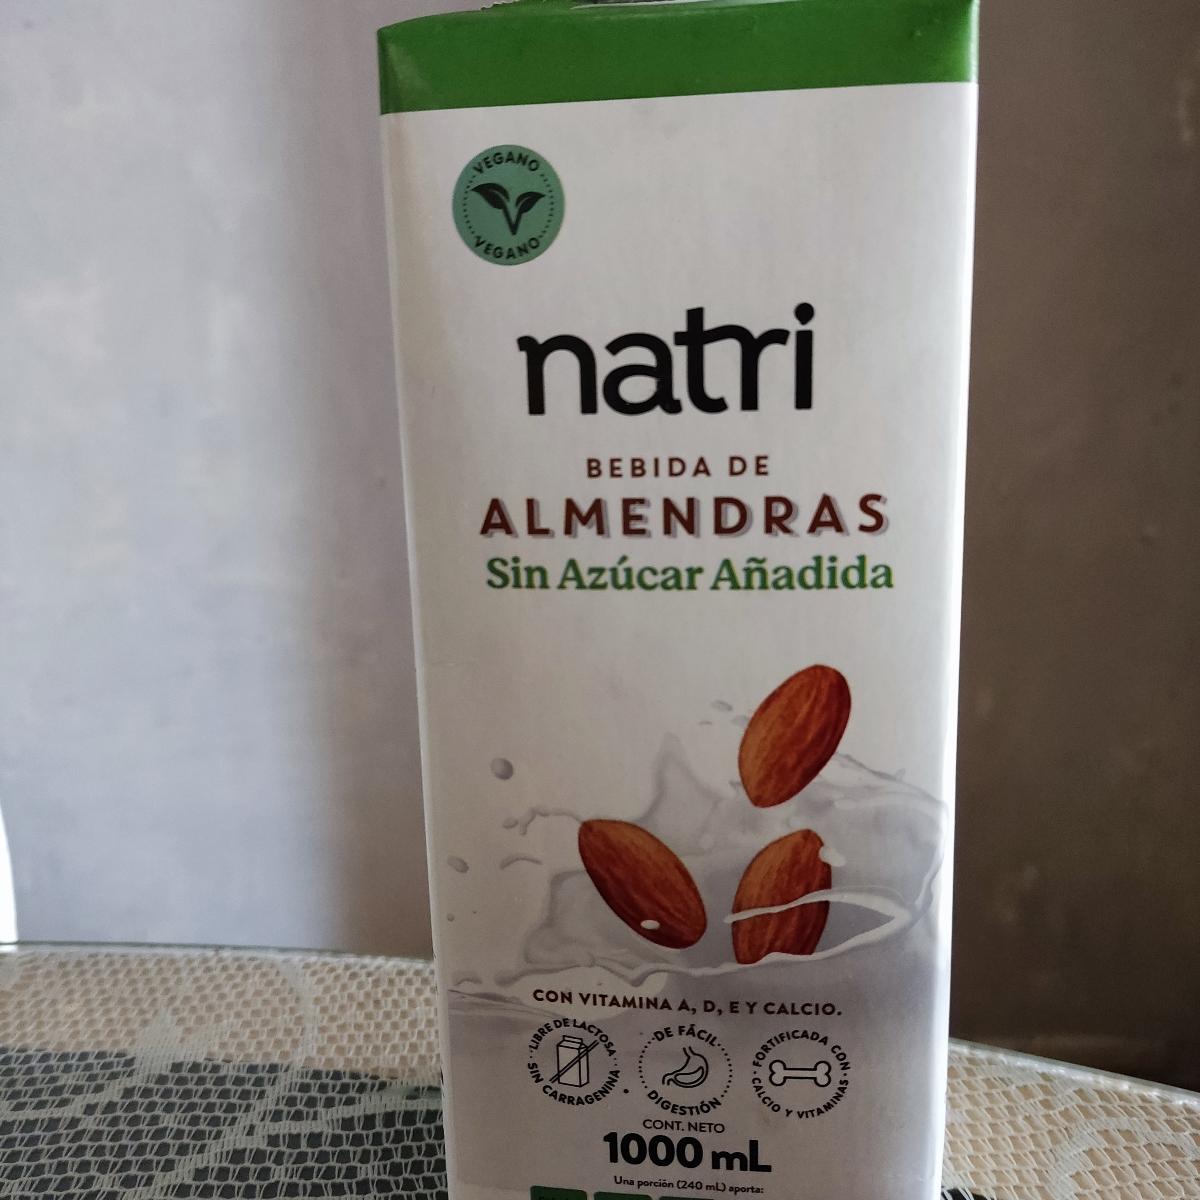 VEGANO
VEGANO
natri
BEBIDA DE
ALMENDRAS
Sin Azúcar Añadida
CON VITAMINA A, D, E Y CALCIO.
LIBRE DE LACTOSA
SIN CARRAGENINA
DE FÁCIL
DIGESTIÓN
FORTIFICADA CON
CALCIO Y VITAMINAS
CONT. NETO
1000 mL
Una porción (240 mL) aporta: